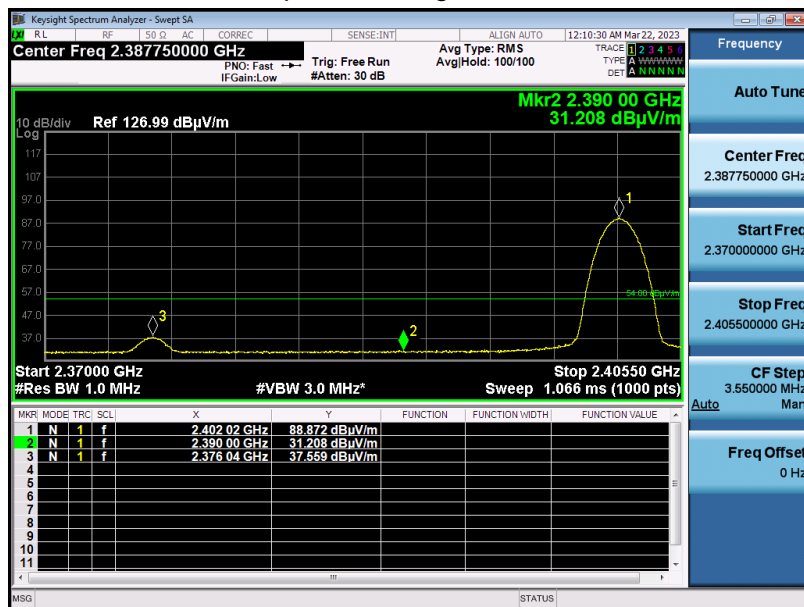 Keysight Spectrum Analyzer - Swept SA
LXI RL RF 50 Ω AC CORREC SENSE:INT ALIGN AUTO 12:10:30 AM Mar 22, 2023
Center Freq 2.387750000 GHz
PNO: Fast
IFGain:Low
Trig: Free Run
#Atten: 30 dB
Avg Type: RMS
Avg|Hold: 100/100
TRACE 1 2 3 4 5 6
TYPE A WWWWW
DET A N N N N N
Mkr2 2.390 00 GHz
31.208 dBµV/m
10 dB/div Ref 126.99 dBµV/m
Log
117
107
97.0
87.0
77.0
67.0
57.0
47.0
37.0
1
54.00 dBµV/m
3
2
Start 2.37000 GHz Stop 2.40550 GHz
#Res BW 1.0 MHz #VBW 3.0 MHz* Sweep 1.066 ms (1000 pts)
MKR MODE TRC SCL X Y FUNCTION FUNCTION WIDTH FUNCTION VALUE
1 N 1 f 2.402 02 GHz 88.872 dBµV/m
2 N 1 f 2.390 00 GHz 31.208 dBµV/m
3 N 1 f 2.376 04 GHz 37.559 dBµV/m
4
5
6
7
8
9
10
11
MSG STATUS
Frequency
Auto Tune
Center Freq
2.387750000 GHz
Start Freq
2.370000000 GHz
Stop Freq
2.405500000 GHz
CF Step
3.550000 MHz
Auto Man
Freq Offset
0 Hz